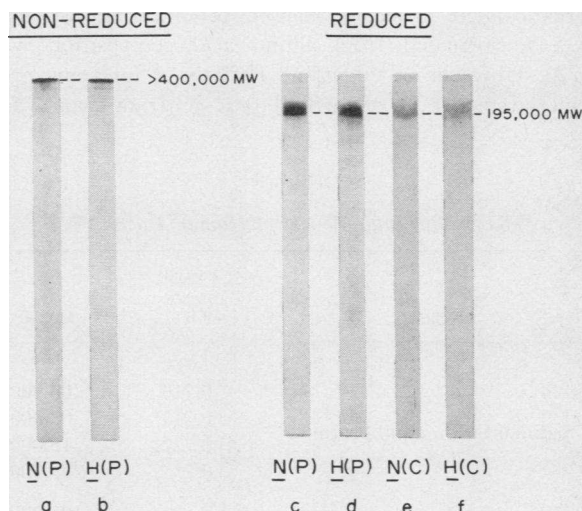 NON-REDUCED
REDUCED
>400,000 MW
195,000 MW
N(P) H(P) N(P) H(P) N(C) H(C)
a b c d e f